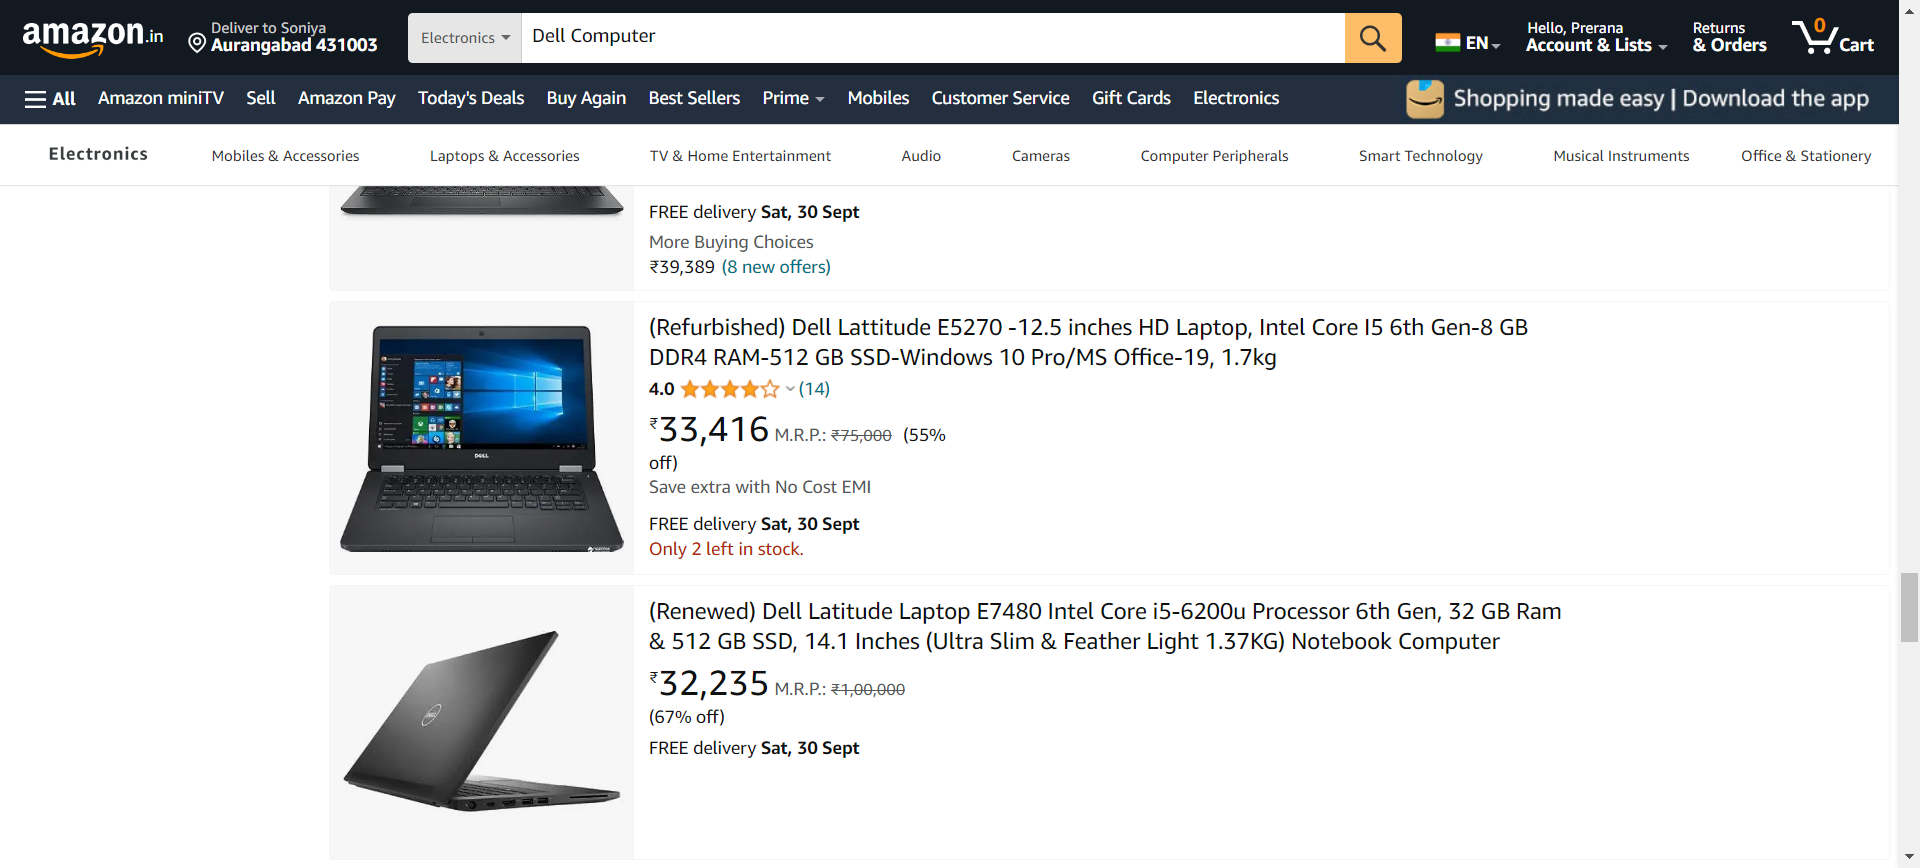 amazon.in
Deliver to Soniya
Aurangabad 431003
Electronics
Dell Computer
EN
Hello, Prerana
Account & Lists
Returns
& Orders
0
Cart
All
Amazon miniTV
Sell
Amazon Pay
Today's Deals
Buy Again
Best Sellers
Prime
Mobiles
Customer Service
Gift Cards
Electronics
Shopping made easy | Download the app
Electronics
Mobiles & Accessories
Laptops & Accessories
TV & Home Entertainment
Audio
Cameras
Computer Peripherals
Smart Technology
Musical Instruments
Office & Stationery
FREE delivery Sat, 30 Sept
More Buying Choices
₹39,389 (8 new offers)
(Refurbished) Dell Lattitude E5270 -12.5 inches HD Laptop, Intel Core I5 6th Gen-8 GB
DDR4 RAM-512 GB SSD-Windows 10 Pro/MS Office-19, 1.7kg
4.0 (14)
₹33,416 M.R.P.: ₹75,000 (55%
off)
Save extra with No Cost EMI
FREE delivery Sat, 30 Sept
Only 2 left in stock.
DELL
(Renewed) Dell Latitude Laptop E7480 Intel Core i5-6200u Processor 6th Gen, 32 GB Ram
& 512 GB SSD, 14.1 Inches (Ultra Slim & Feather Light 1.37KG) Notebook Computer
₹32,235 M.R.P.: ₹1,00,000
(67% off)
FREE delivery Sat, 30 Sept
DELL